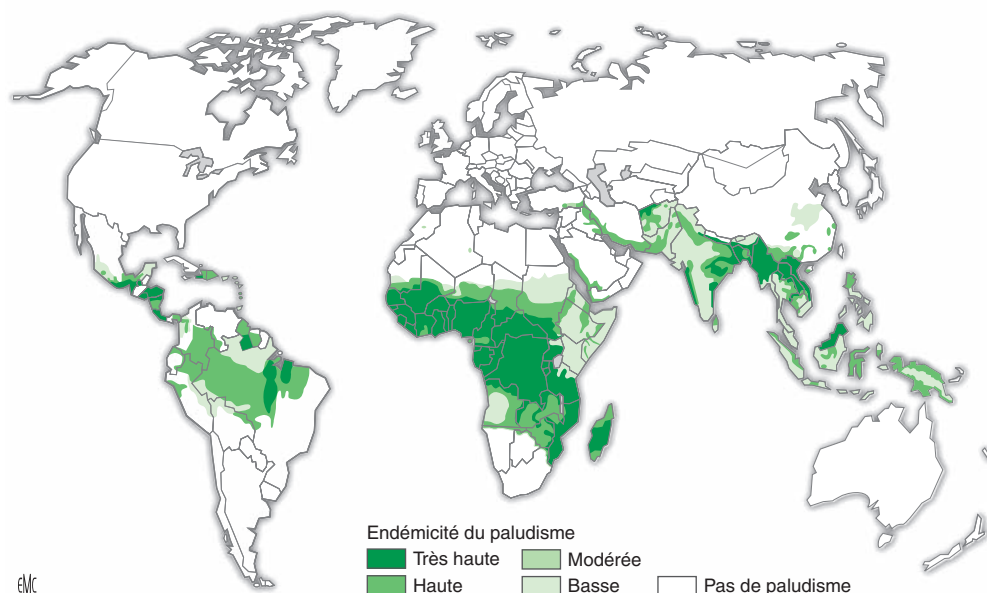 Endémicité du paludisme
Très haute
Modérée
Haute
Basse
Pas de paludisme
EMC